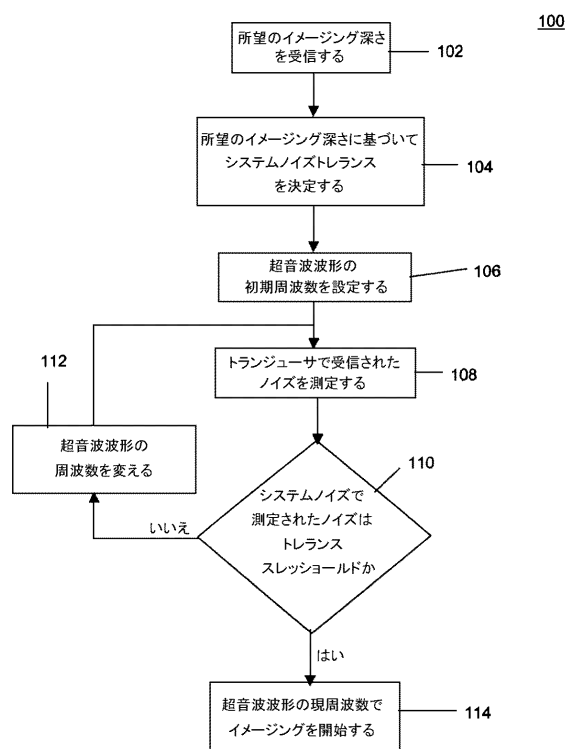 100
所望のイメージング深さ
を受信する
102
所望のイメージング深さに基づいて
システムノイズトレランス
を決定する
104
超音波波形の
初期周波数を設定する
106
トランジューサで受信された
ノイズを測定する
108
112
超音波波形の
周波数を変える
110
システムノイズで
測定されたノイズは
トレランス
スレッショールドか
いいえ
はい
超音波波形の現周波数で
イメージングを開始する
114